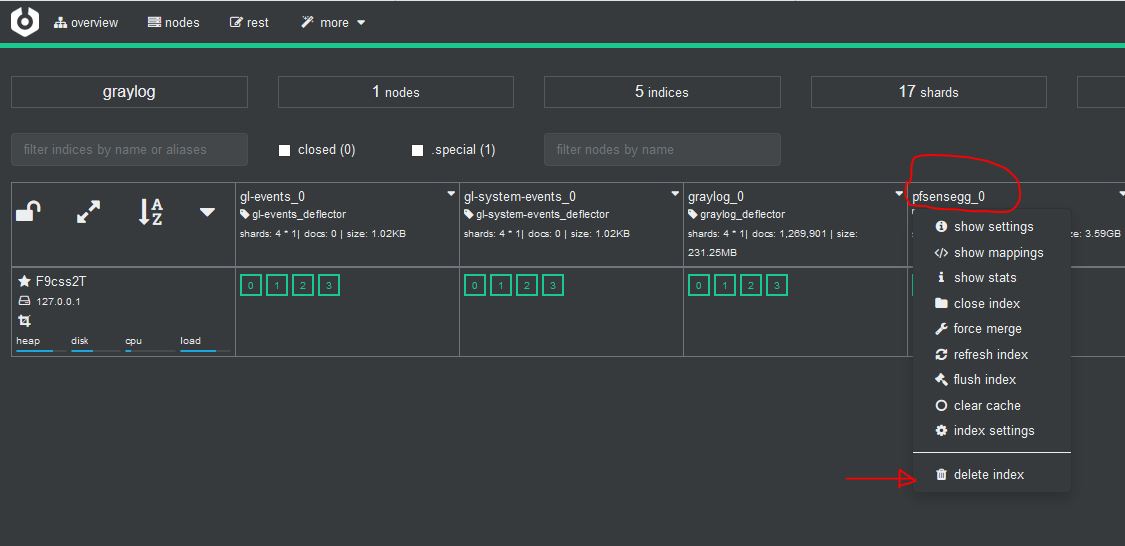 overview nodes rest more
graylog 1 nodes 5 indices 17 shards
filter indices by name or aliases closed (0) .special (1) filter nodes by name
gl-events_0 gl-system-events_0 graylog_0 pfsensegg_0
gl-events_deflector gl-system-events_deflector graylog_deflector
shards: 4 * 1| docs: 0 | size: 1.02KB shards: 4 * 1| docs: 0 | size: 1.02KB shards: 4 * 1| docs: 1,269,901 | size: 231.25MB
ze: 3.59GB
F9css2T
127.0.0.1
heap disk cpu load
0 1 2 3 0 1 2 3 0 1 2 3
show settings
show mappings
show stats
close index
force merge
refresh index
flush index
clear cache
index settings
delete index